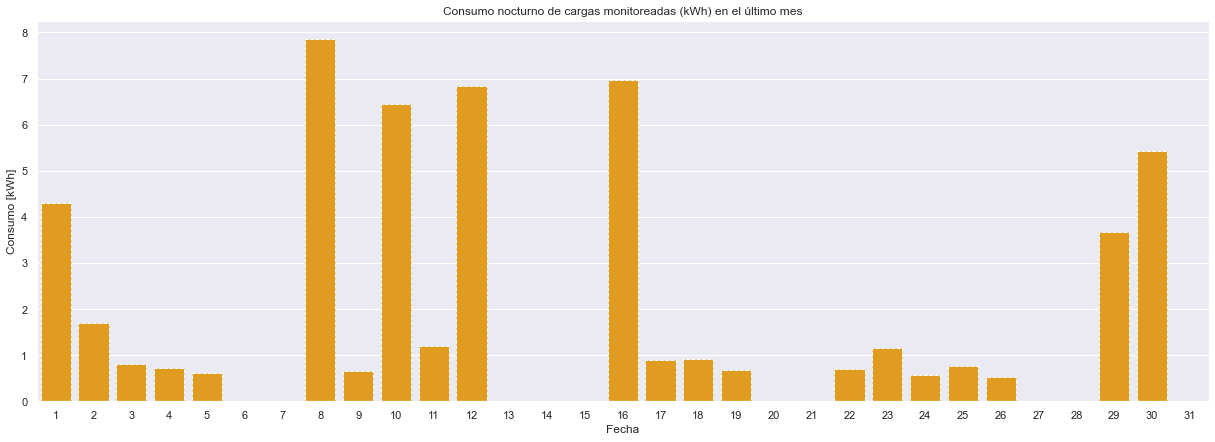 Consumo nocturno de cargas monitoreadas (kWh) en el último mes
8
7
6
5
4
3
2
1
0
Consumo [kWh]
1 2 3 4 5 6 7 8 9 10 11 12 13 14 15 16 17 18 19 20 21 22 23 24 25 26 27 28 29 30 31
Fecha